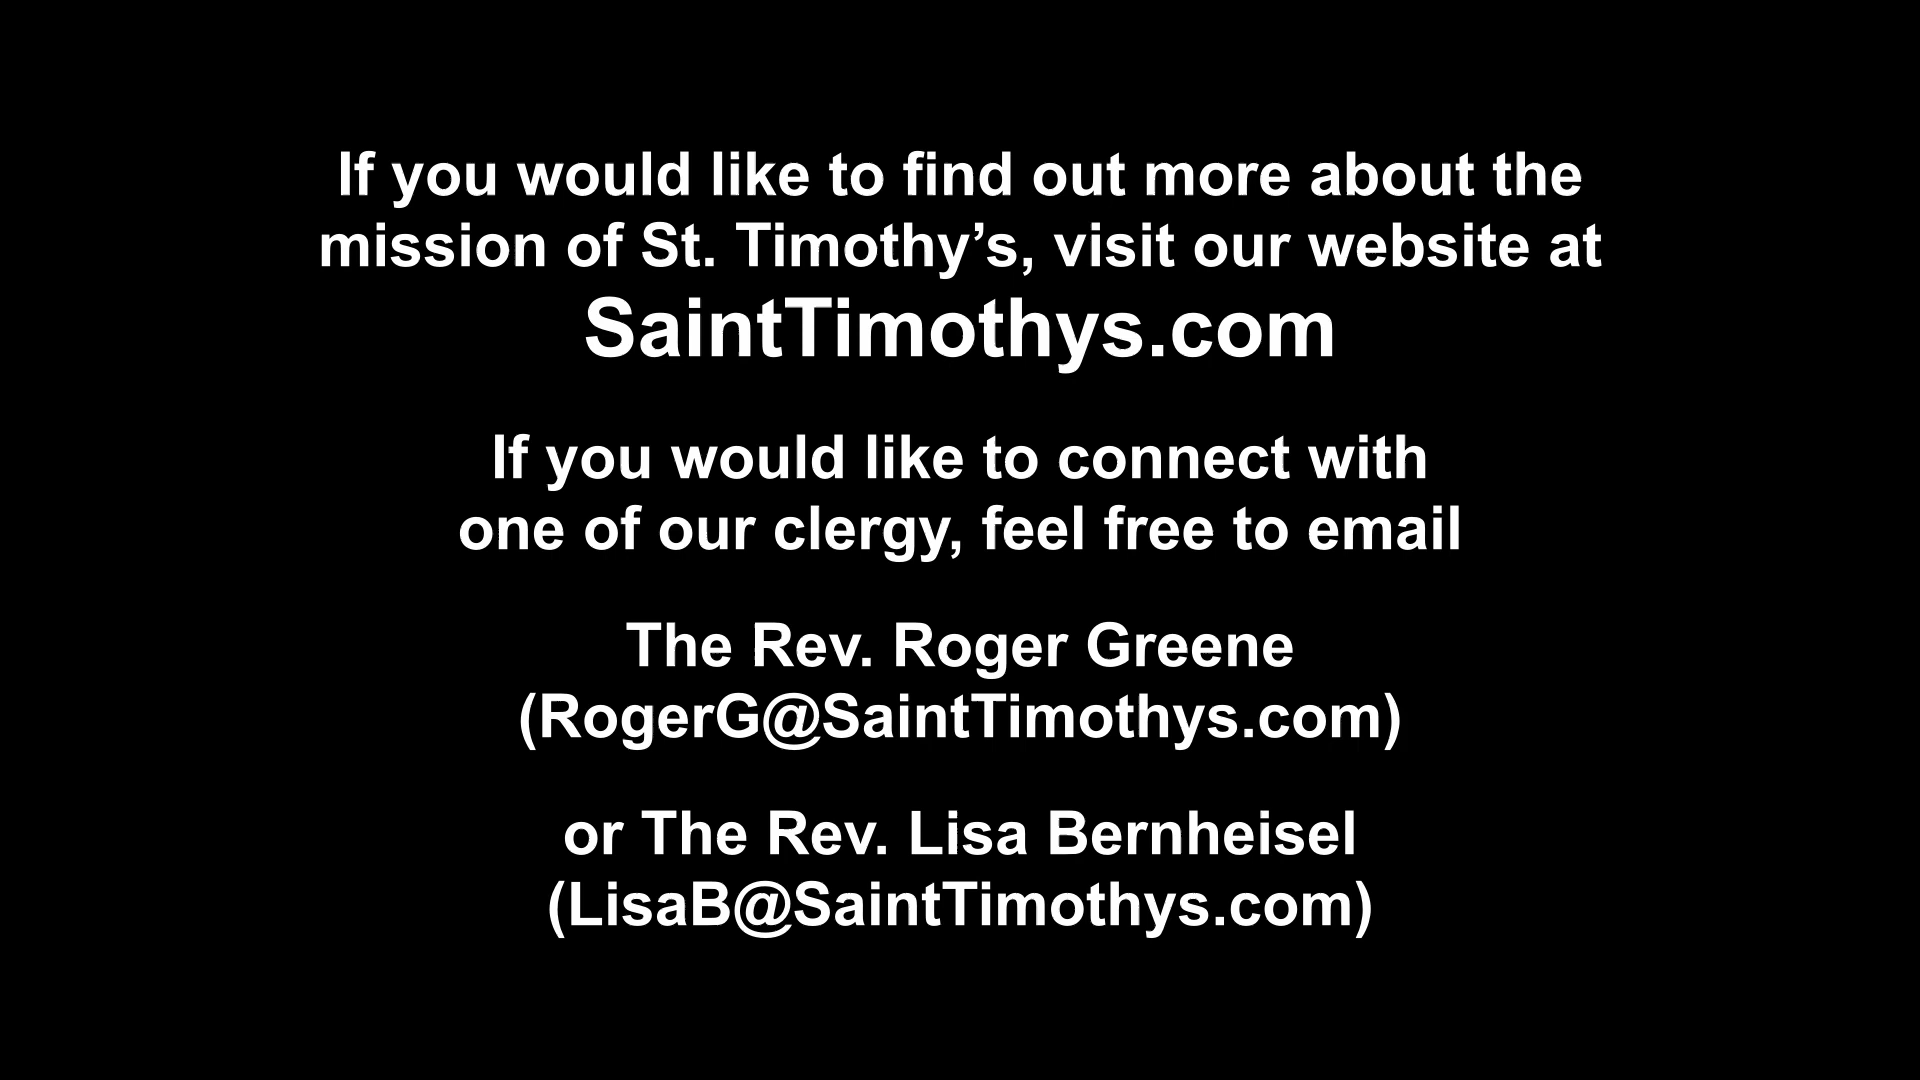 If you would like to find out more about the
mission of St. Timothy’s, visit our website at
SaintTimothys.com
If you would like to connect with
one of our clergy, feel free to email
The Rev. Roger Greene
(RogerG@SaintTimothys.com)
or The Rev. Lisa Bernheisel
(LisaB@SaintTimothys.com)